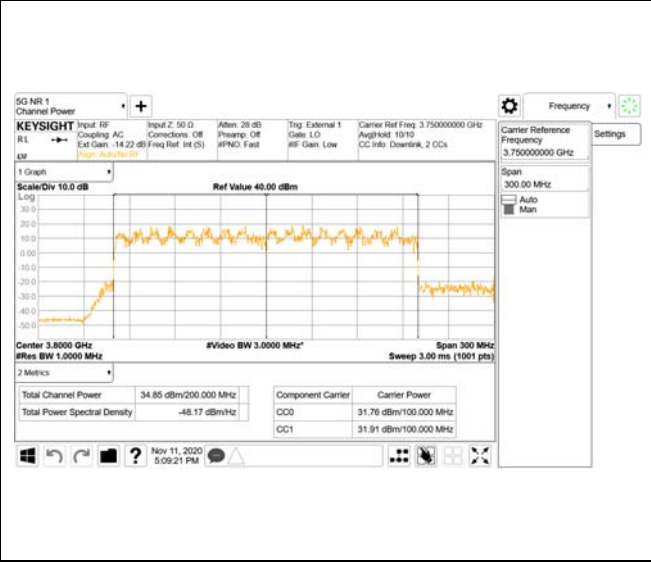 5G NR 1
Channel Power
Frequency
KEYSIGHT
RL
Input: RF
Coupling: AC
Ext Gain: -14.22 dB
Align: Auto/No RF
Input Z: 50 Ω
Corrections: Off
Freq Ref: Int (S)
Atten: 28 dB
Preamp: Off
#PNO: Fast
Trig: External 1
Gate: LO
#IF Gain: Low
Carrier Ref Freq: 3.750000000 GHz
Avg|Hold: 10/10
CC Info: Downlink, 2 CCs
Carrier Reference
Frequency
3.750000000 GHz
Settings
Span
300.00 MHz
Auto
Man
1 Graph
Scale/Div 10.0 dB
Ref Value 40.00 dBm
Log
30.0
20.0
10.0
0.00
-10.0
-20.0
-30.0
-40.0
-50.0
Center 3.8000 GHz
#Video BW 3.0000 MHz*
Span 300 MHz
#Res BW 1.0000 MHz
Sweep 3.00 ms (1001 pts)
2 Metrics
Total Channel Power 34.85 dBm/200.000 MHz
Total Power Spectral Density -48.17 dBm/Hz
Component Carrier Carrier Power
CC0 31.76 dBm/100.000 MHz
CC1 31.91 dBm/100.000 MHz
?
Nov 11, 2020
5:09:21 PM